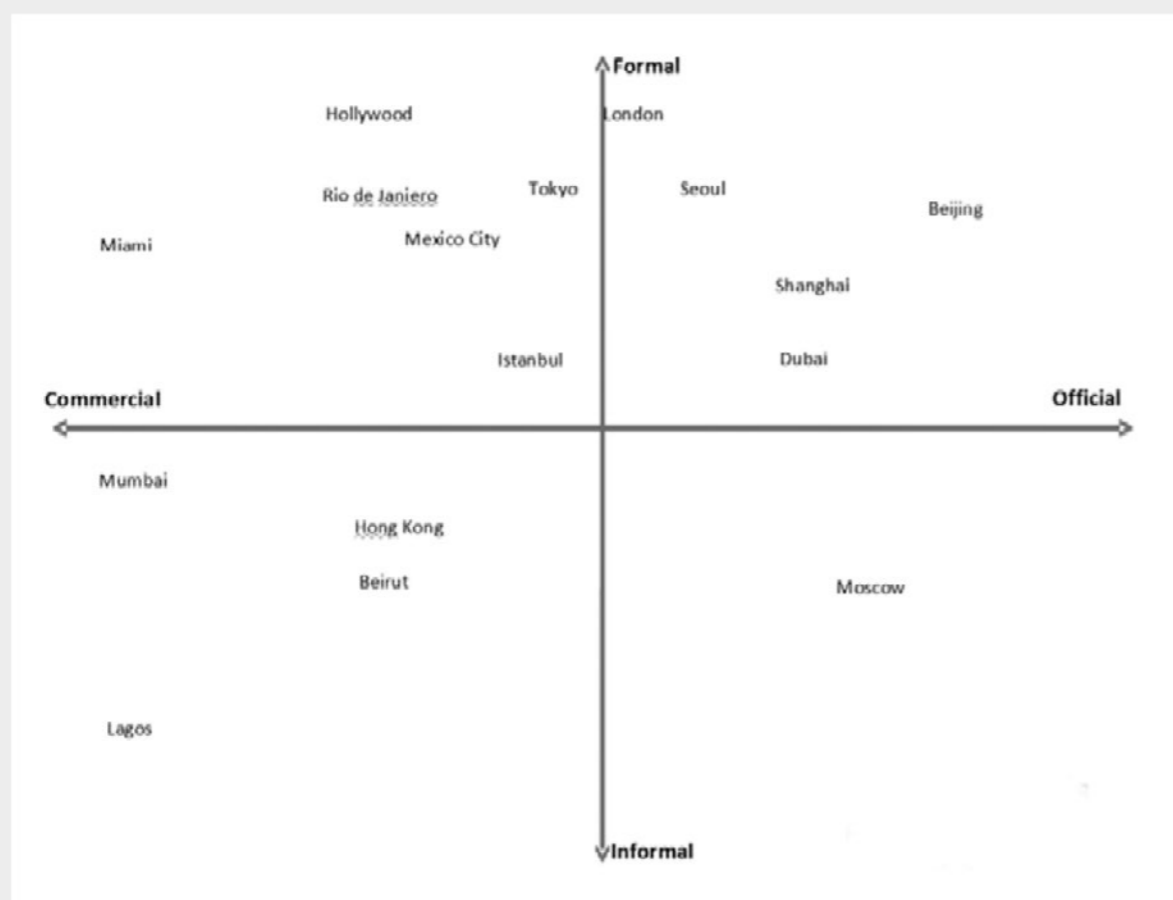 Formal
Hollywood
London
Tokyo
Seoul
Rio de Janiero
Beijing
Mexico City
Miami
Shanghai
Istanbul
Dubai
Commercial
Official
Mumbai
Hong Kong
Beirut
Moscow
Lagos
Informal